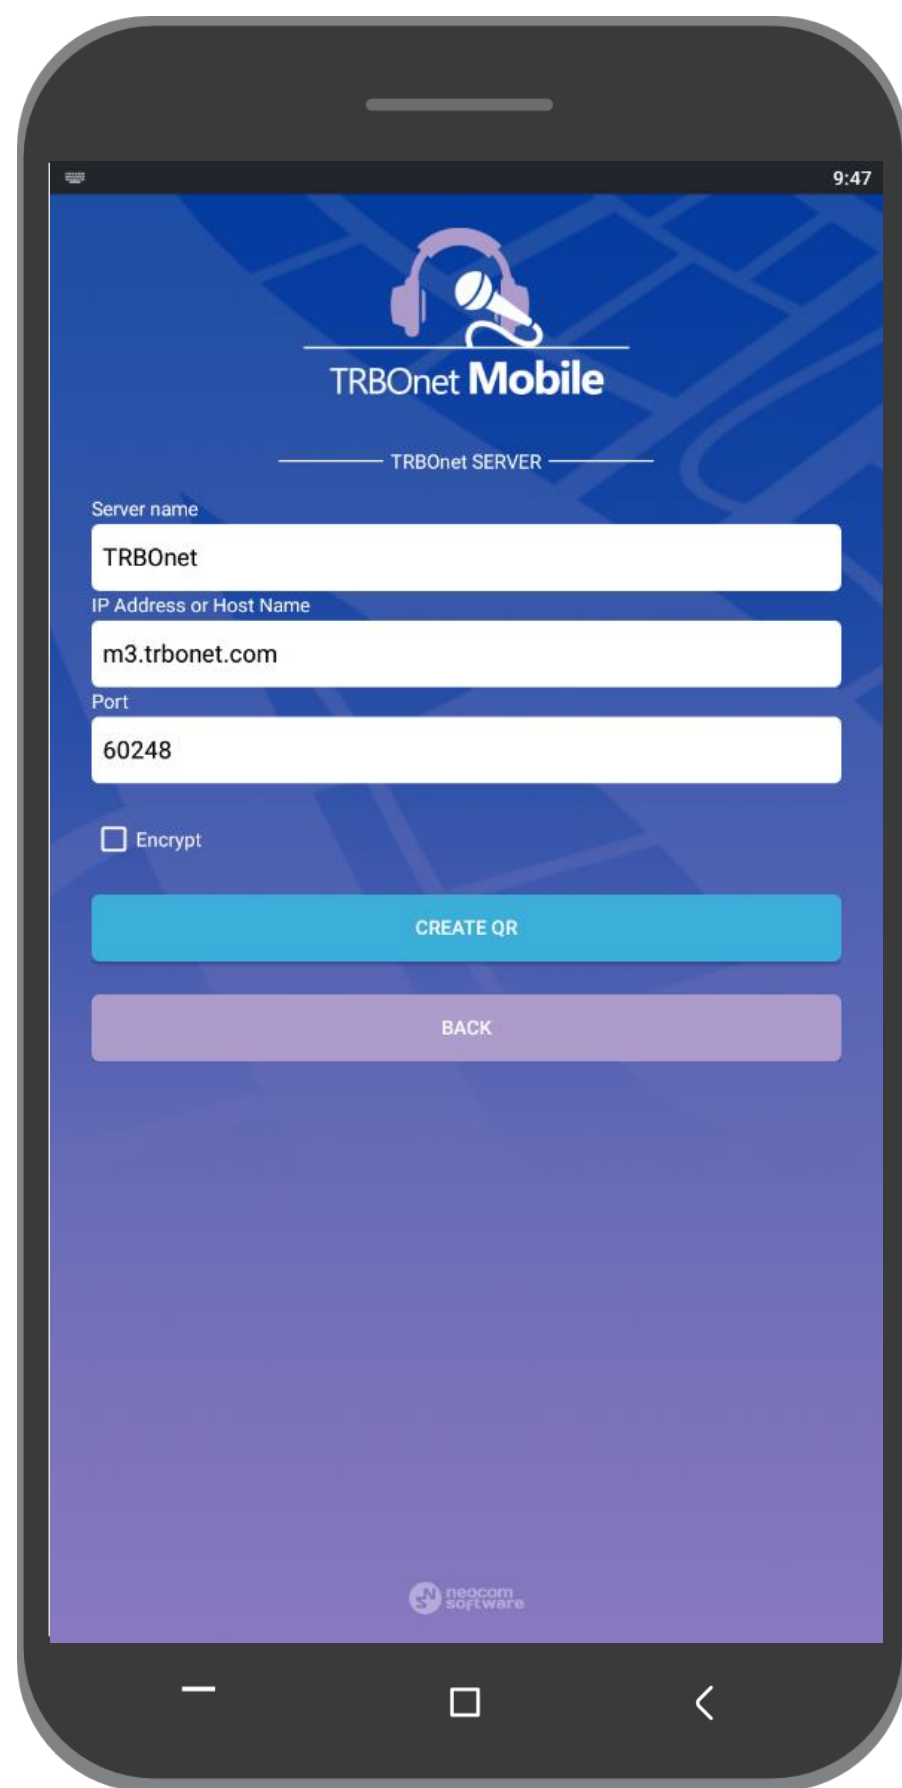 9:47
TRBOnet Mobile
TRBOnet SERVER
Server name
TRBOnet
IP Address or Host Name
m3.trbonet.com
Port
60248
Encrypt
CREATE QR
BACK
neocom
software